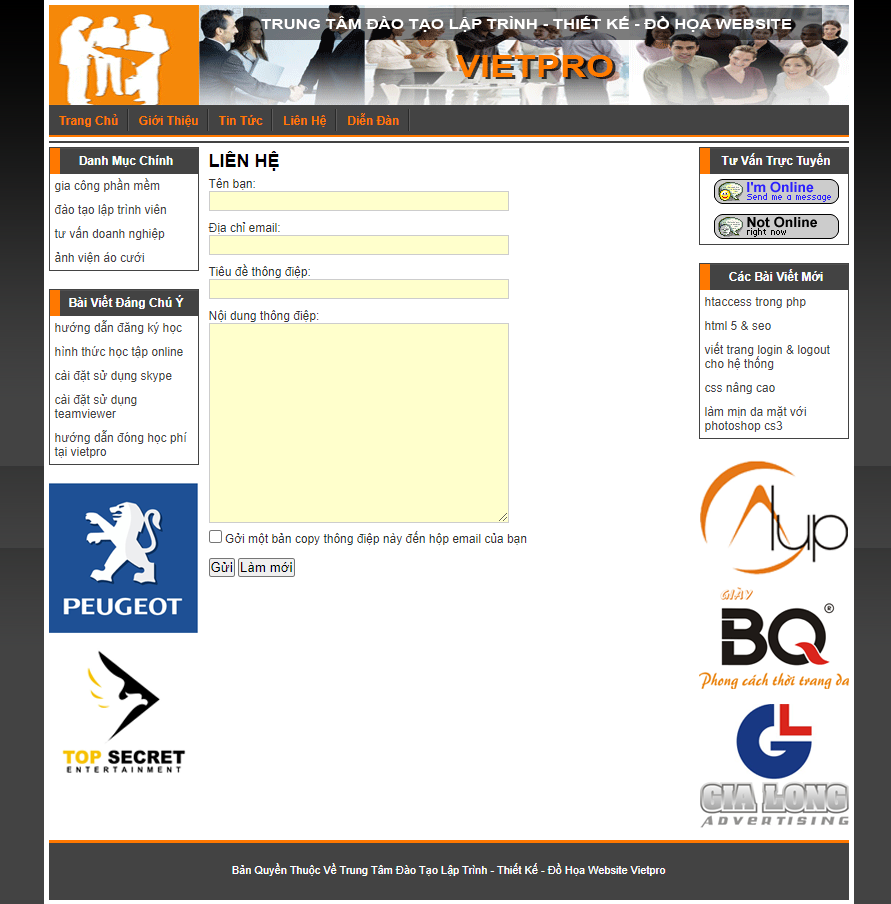 TRUNG TÂM ĐÀO TẠO LẬP TRÌNH - THIẾT KẾ - ĐỒ HỌA WEBSITE
VIETPRO
Trang Chủ Giới Thiệu Tin Tức Liên Hệ Diễn Đàn
Danh Mục Chính
gia công phần mềm
đào tạo lập trình viên
tư vấn doanh nghiệp
ảnh viện áo cưới
Bài Viết Đáng Chú Ý
hướng dẫn đăng ký học
hình thức học tập online
cài đặt sử dụng skype
cài đặt sử dụng
teamviewer
hướng dẫn đóng học phí
tại vietpro
PEUGEOT
TOP SECRET
ENTERTAINMENT
LIÊN HỆ
Tên bạn:
Địa chỉ email:
Tiêu đề thông điệp:
Nội dung thông điệp:
Gởi một bản copy thông điệp này đến hộp email của bạn
Gửi Làm mới
Tư Vấn Trực Tuyến
I'm Online
Send me a message
Not Online
right now
Các Bài Viết Mới
htaccess trong php
html 5 & seo
viết trang login & logout
cho hệ thống
css nâng cao
làm mịn da mặt với
photoshop cs3
Alup
GIÀY
BQ®
Phong cách thời trang da
GL
GIA LONG
ADVERTISING
Bản Quyền Thuộc Về Trung Tâm Đào Tạo Lập Trình - Thiết Kế - Đồ Họa Website Vietpro